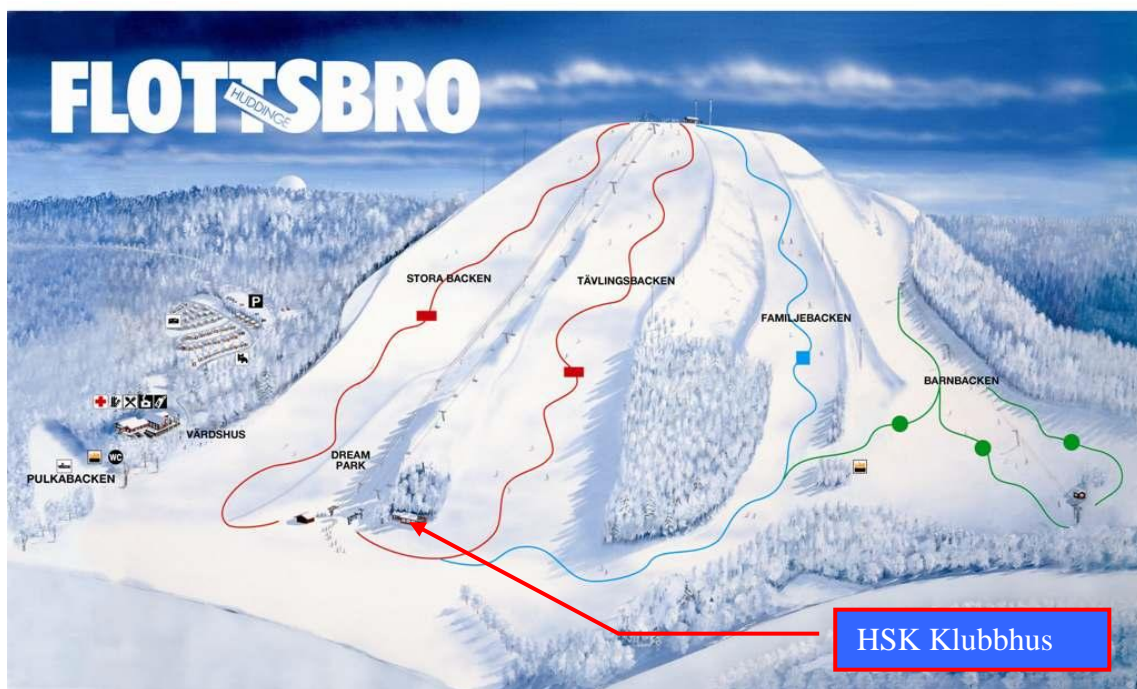 FLOTTSBRO
HUDDINGE
STORA BACKEN
TÄVLINGSBACKEN
FAMILJEBACKEN
P
BARNBACKEN
VÄRDSHUS
DREAM
PARK
WC
PULKABACKEN
HSK Klubbhus